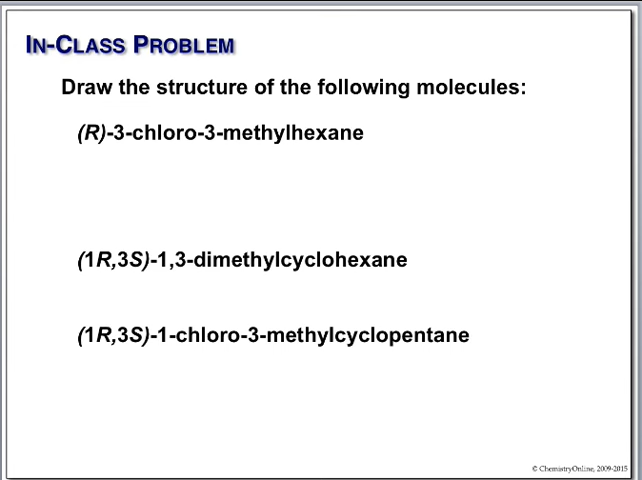 IN-CLASS PROBLEM
Draw the structure of the following molecules:
(R)-3-chloro-3-methylhexane
(1R,3S)-1,3-dimethylcyclohexane
(1R,3S)-1-chloro-3-methylcyclopentane
© ChemistryOnline, 2009-2015